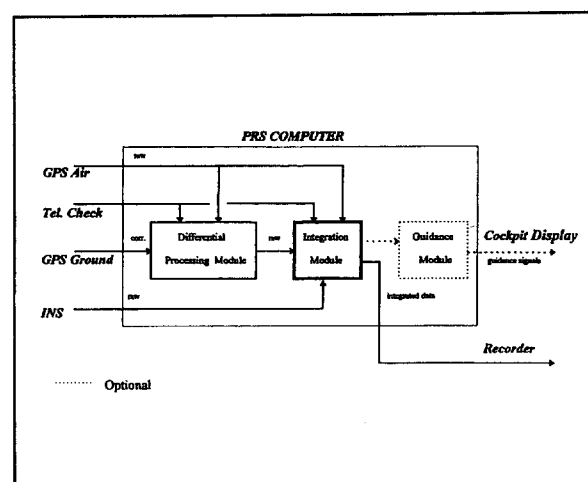 PRS COMPUTER
GPS Air
Tel. Check
corr.
Differential
Processing Module
Integration
Module
Guidance
Module
Cockpit Display
guidance signals
GPS Ground
INS
integrated data
Recorder
Optional